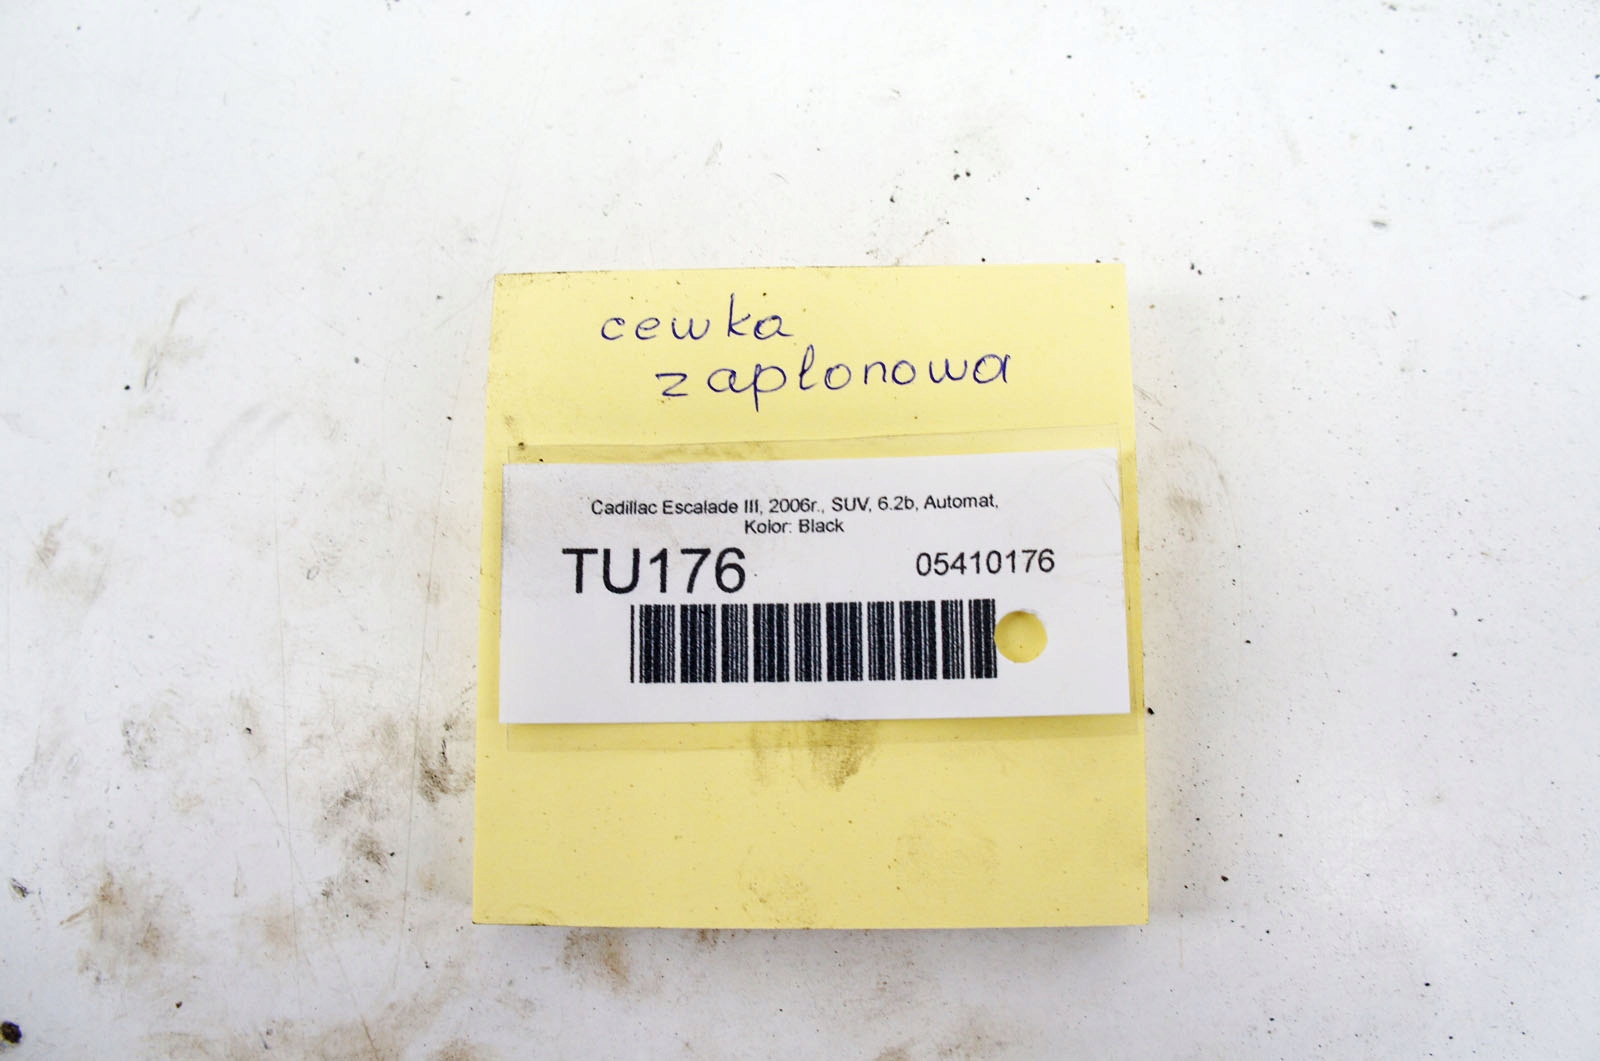 cewka
zapłonowa
Cadillac Escalade III, 2006r., SUV, 6.2b, Automat,
Kolor: Black
TU176
05410176